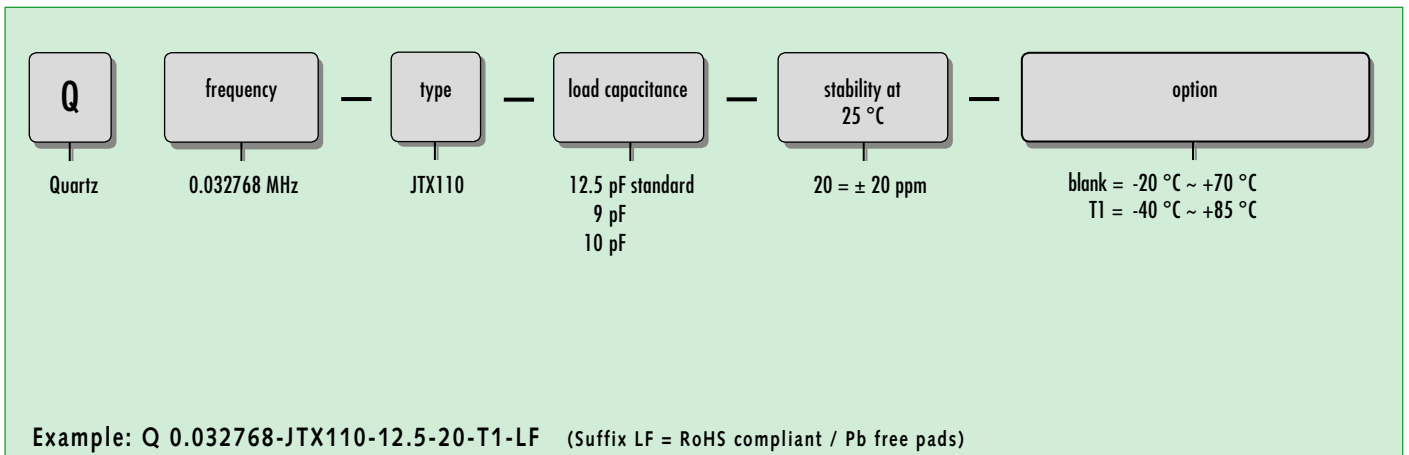 Q frequency — type — load capacitance — stability at 25 °C — option
Quartz 0.032768 MHz JTX110 12.5 pF standard 20 = ± 20 ppm blank = -20 °C ~ +70 °C
9 pF T1 = -40 °C ~ +85 °C
10 pF
Example: Q 0.032768-JTX110-12.5-20-T1-LF (Suffix LF = RoHS compliant / Pb free pads)